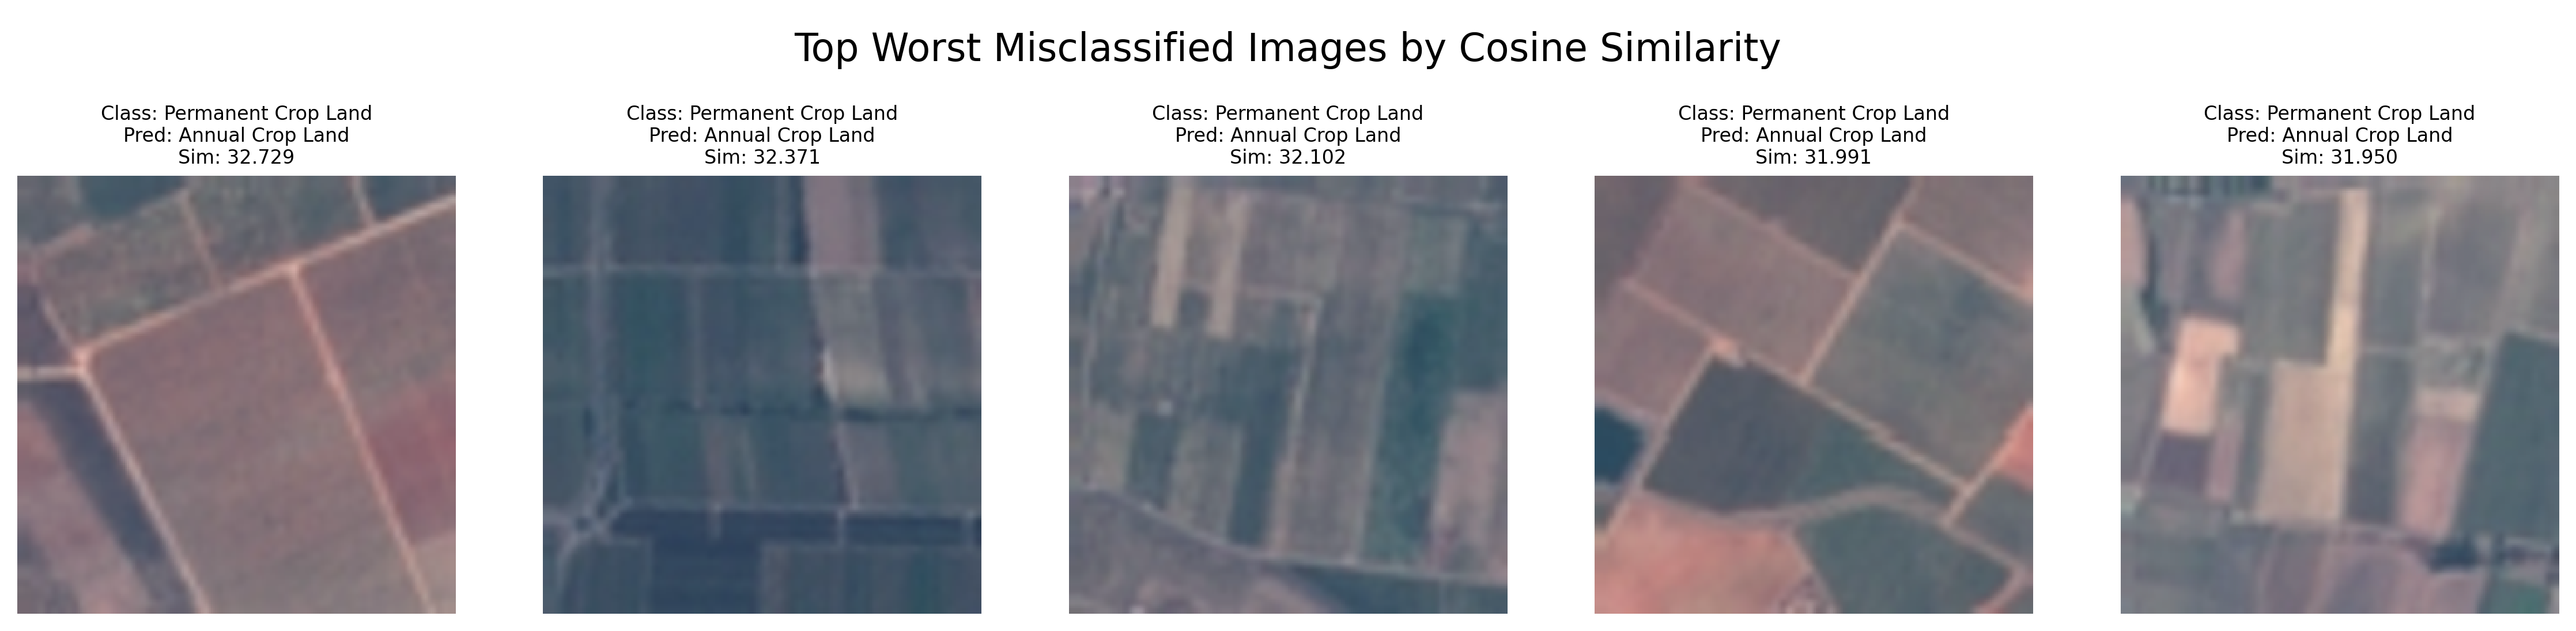 Top Worst Misclassified Images by Cosine Similarity
Class: Permanent Crop Land
Pred: Annual Crop Land
Sim: 32.729
Class: Permanent Crop Land
Pred: Annual Crop Land
Sim: 32.371
Class: Permanent Crop Land
Pred: Annual Crop Land
Sim: 32.102
Class: Permanent Crop Land
Pred: Annual Crop Land
Sim: 31.991
Class: Permanent Crop Land
Pred: Annual Crop Land
Sim: 31.950